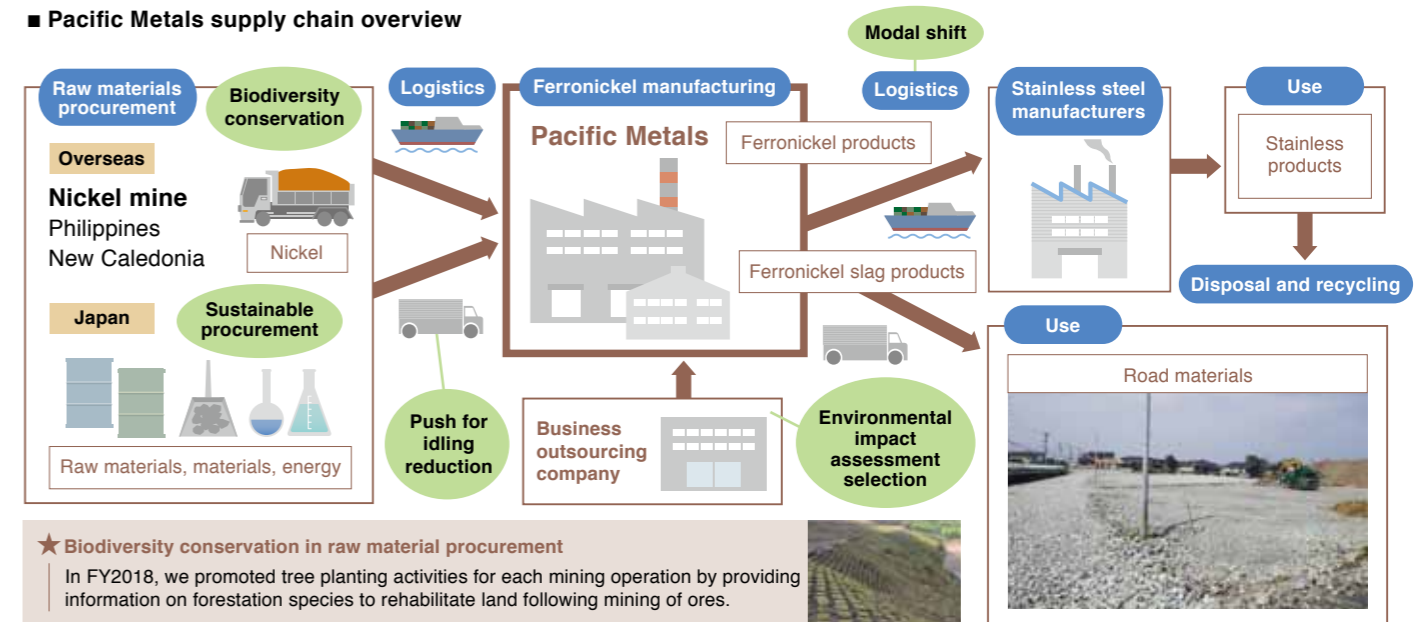 ■ Pacific Metals supply chain overview
Raw materials
procurement
Biodiversity
conservation
Overseas
Nickel mine
Philippines
New Caledonia
Nickel
Japan
Sustainable
procurement
Raw materials, materials, energy
Logistics
Push for
idling
reduction
Ferronickel manufacturing
Pacific Metals
Ferronickel products
Ferronickel slag products
Business
outsourcing
company
Environmental
impact
assessment
selection
Modal shift
Logistics
Stainless steel
manufacturers
Use
Stainless
products
Disposal and recycling
Use
Road materials
★ Biodiversity conservation in raw material procurement
In FY2018, we promoted tree planting activities for each mining operation by providing
information on forestation species to rehabilitate land following mining of ores.